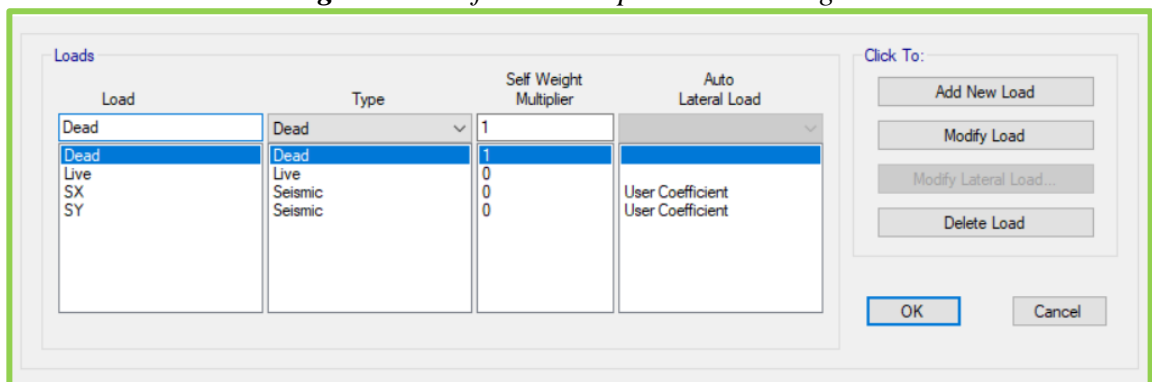 Loads
Load
Type
Self Weight
Multiplier
Auto
Lateral Load
Dead
Dead
1
Dead Dead 1
Live Live 0
SX Seismic 0 User Coefficient
SY Seismic 0 User Coefficient
Click To:
Add New Load
Modify Load
Modify Lateral Load...
Delete Load
OK
Cancel